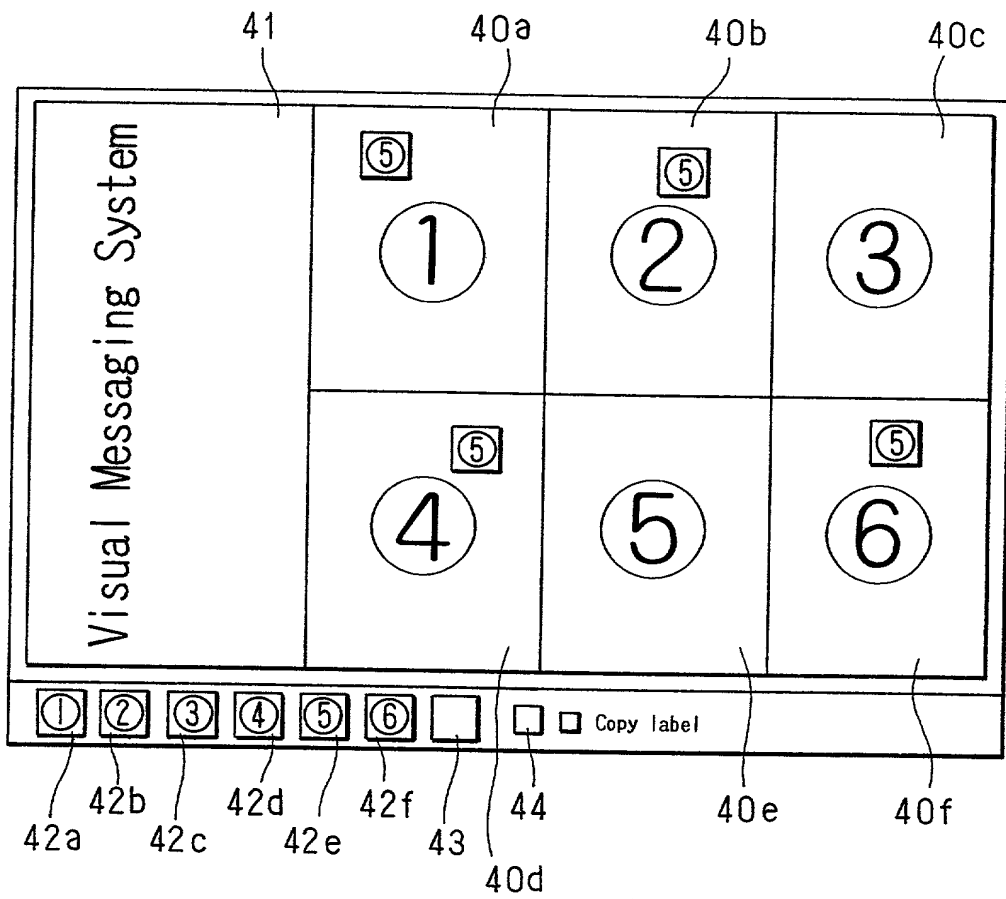 41 40a 40b 40c
Visual Messaging System
⑤ ⑤
① ② ③
⑤ ⑤
④ ⑤ ⑥
① ② ③ ④ ⑤ ⑥ Copy label
42a 42b 42c 42d 42e 42f 43 44 40d 40e 40f